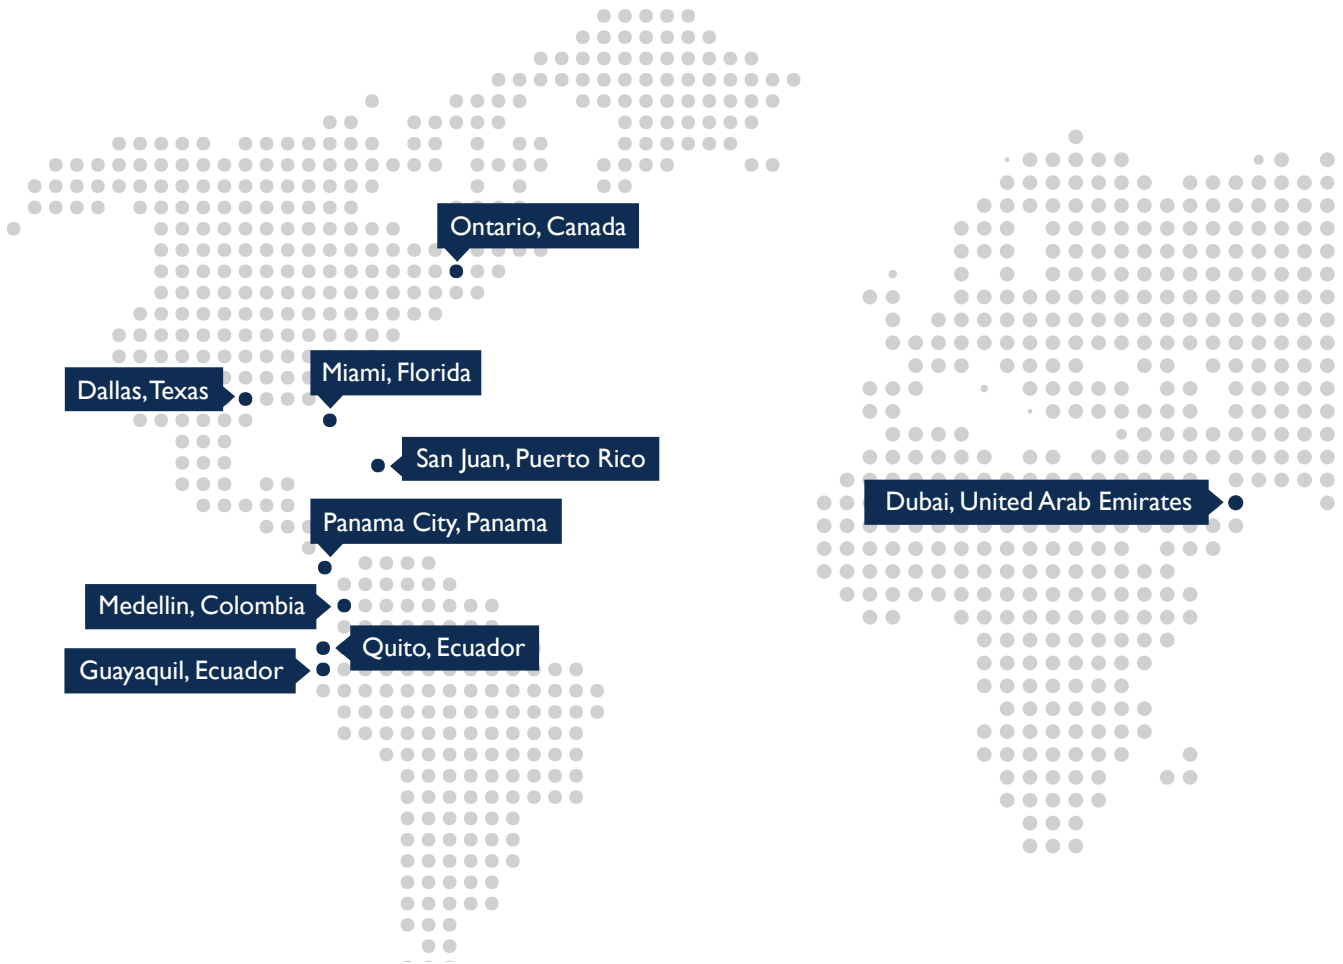 Ontario, Canada
Miami, Florida
Dallas, Texas
San Juan, Puerto Rico
Dubai, United Arab Emirates
Panama City, Panama
Medellin, Colombia
Quito, Ecuador
Guayaquil, Ecuador